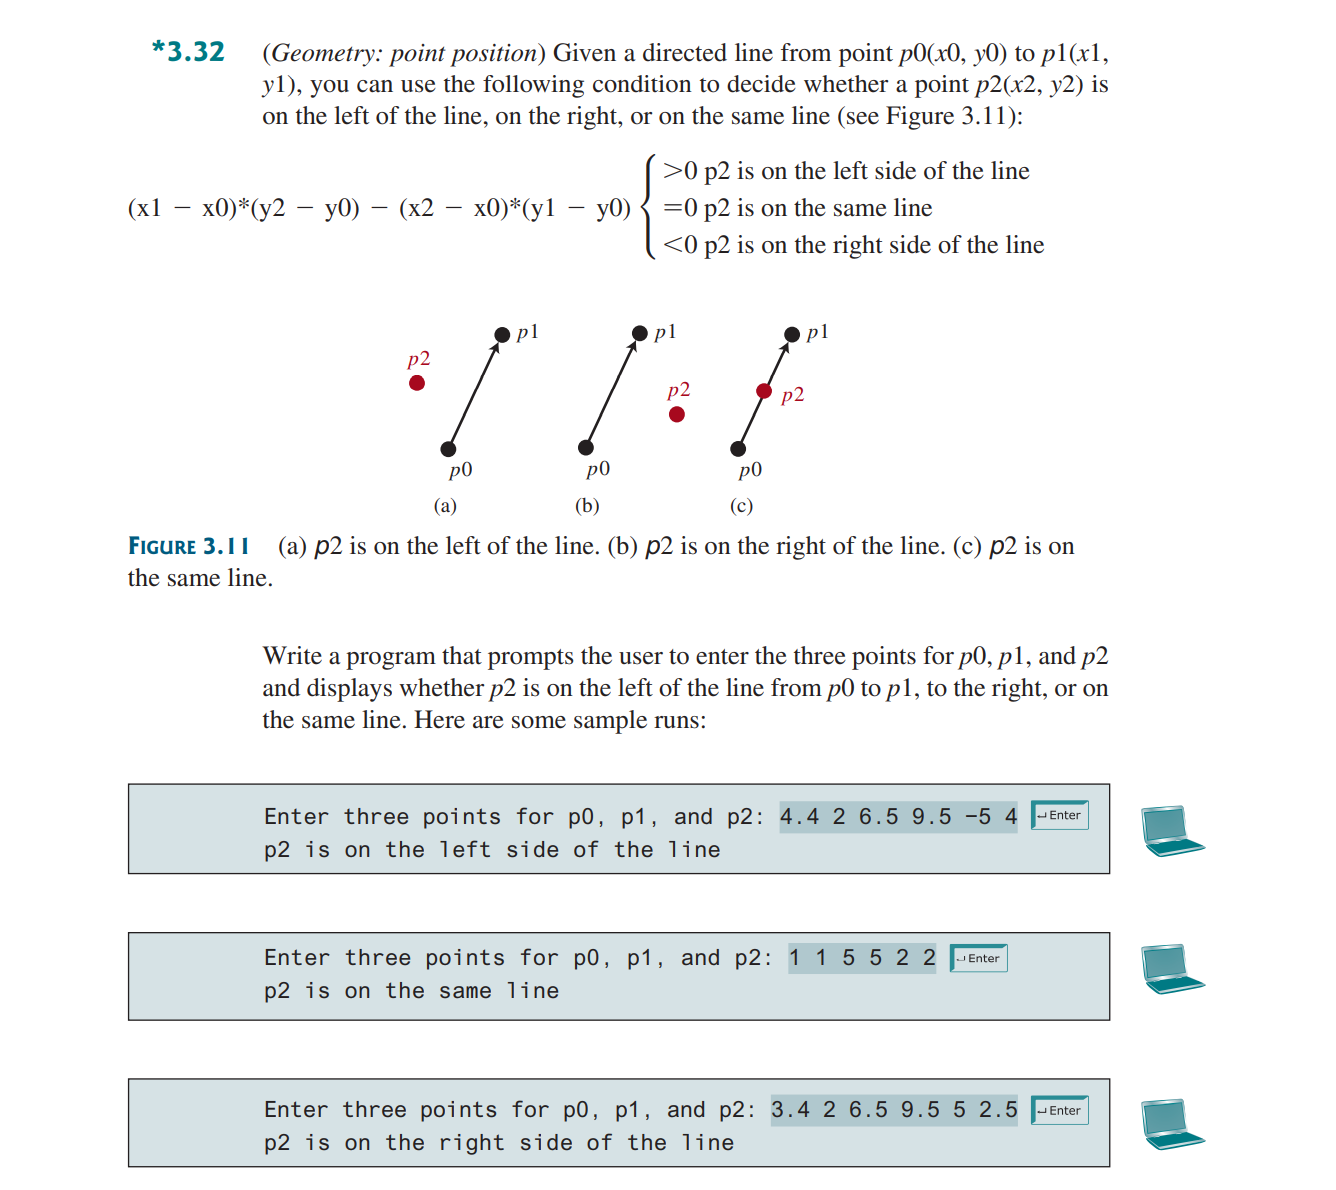 *3.32 (Geometry: point position) Given a directed line from point p0(x0, y0) to p1(x1,
y1), you can use the following condition to decide whether a point p2(x2, y2) is
on the left of the line, on the right, or on the same line (see Figure 3.11):
>0 p2 is on the left side of the line
(x1 − x0)*(y2 − y0) − (x2 − x0)*(y1 − y0) { =0 p2 is on the same line
<0 p2 is on the right side of the line
p2 p1
p0
(a)
p1
p2
p0
(b)
p1
p2
p0
(c)
FIGURE 3.11 (a) p2 is on the left of the line. (b) p2 is on the right of the line. (c) p2 is on
the same line.
Write a program that prompts the user to enter the three points for p0, p1, and p2
and displays whether p2 is on the left of the line from p0 to p1, to the right, or on
the same line. Here are some sample runs:
Enter three points for p0, p1, and p2: 4.4 2 6.5 9.5 −5 4 ↵Enter
p2 is on the left side of the line
Enter three points for p0, p1, and p2: 1 1 5 5 2 2 ↵Enter
p2 is on the same line
Enter three points for p0, p1, and p2: 3.4 2 6.5 9.5 5 2.5 ↵Enter
p2 is on the right side of the line